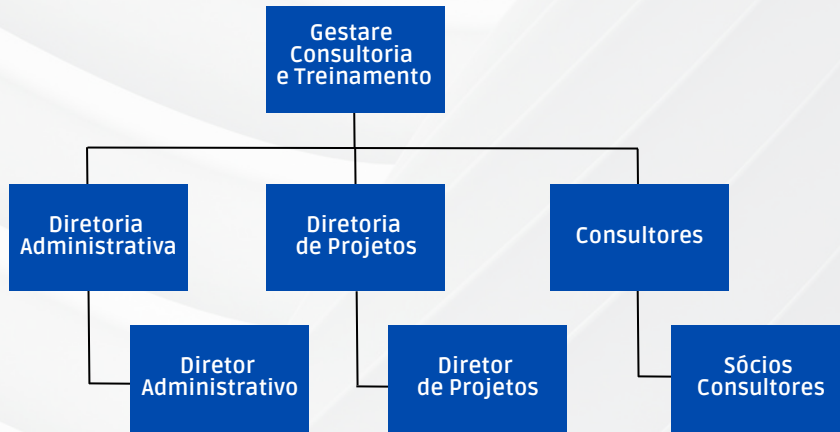 Gestare
Consultoria
e Treinamento
Diretoria
Administrativa
Diretoria
de Projetos
Consultores
Diretor
Administrativo
Diretor
de Projetos
Sócios
Consultores